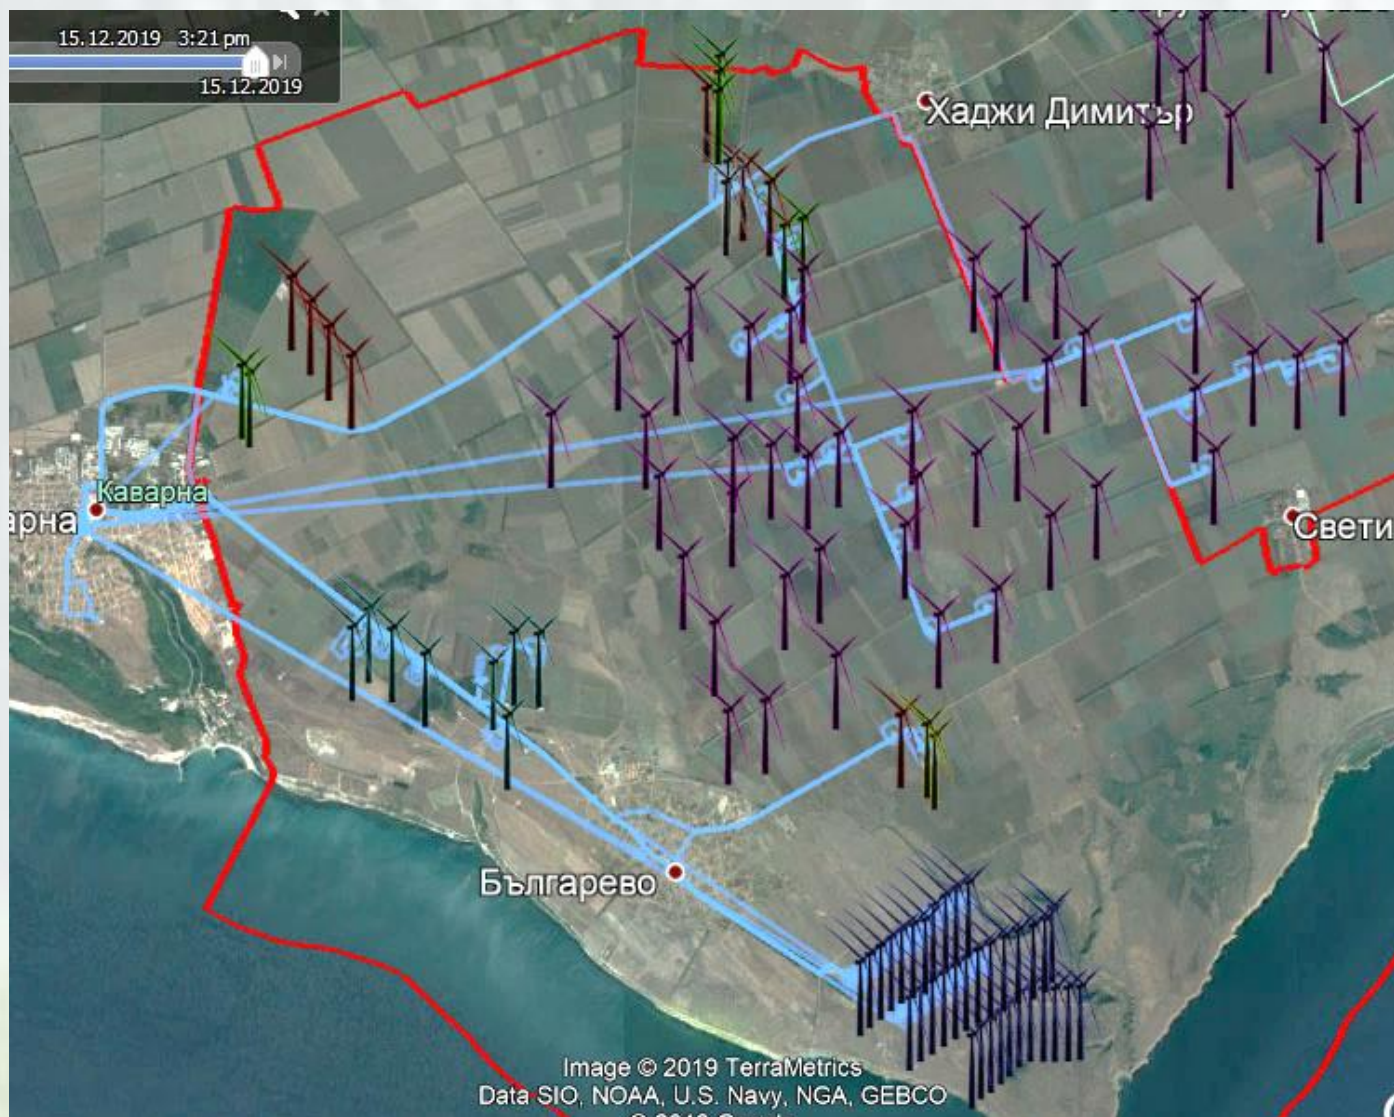 15.12.2019 3:21 pm
15.12.2019
Хаджи Димитър
Каварна
арна
Свети
Българево
Image © 2019 TerraMetrics
Data SIO, NOAA, U.S. Navy, NGA, GEBCO